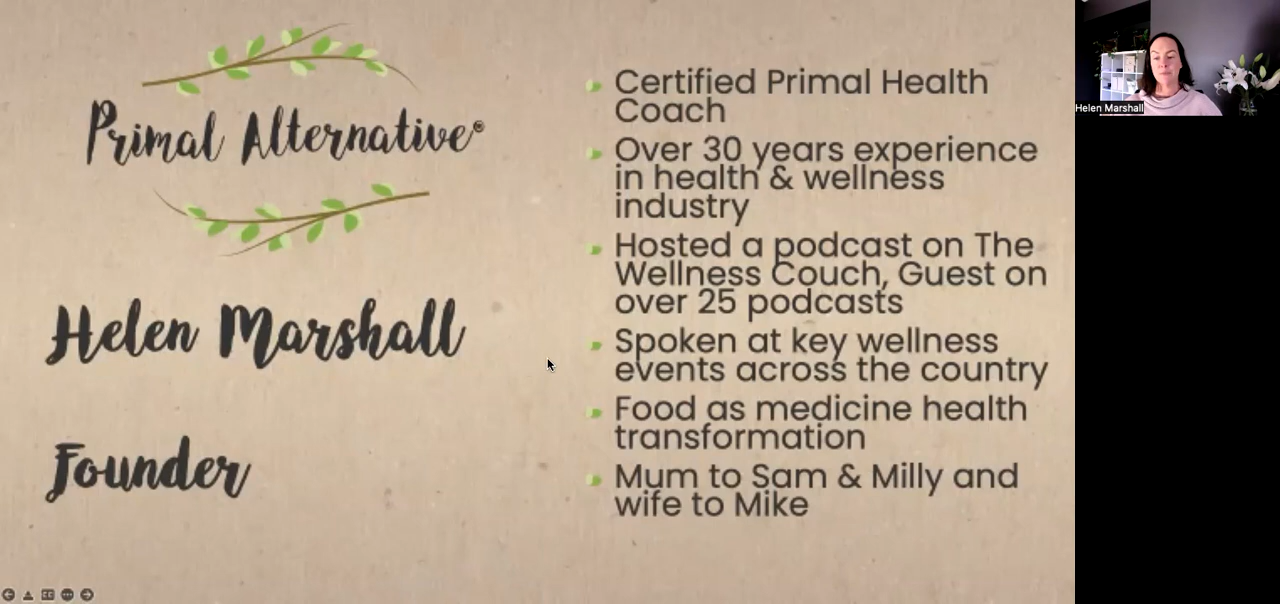 Primal Alternative®
Helen Marshall
Founder
Certified Primal Health
Coach
Over 30 years experience
in health & wellness
industry
Hosted a podcast on The
Wellness Couch, Guest on
over 25 podcasts
Spoken at key wellness
events across the country
Food as medicine health
transformation
Mum to Sam & Milly and
wife to Mike
Helen Marshall